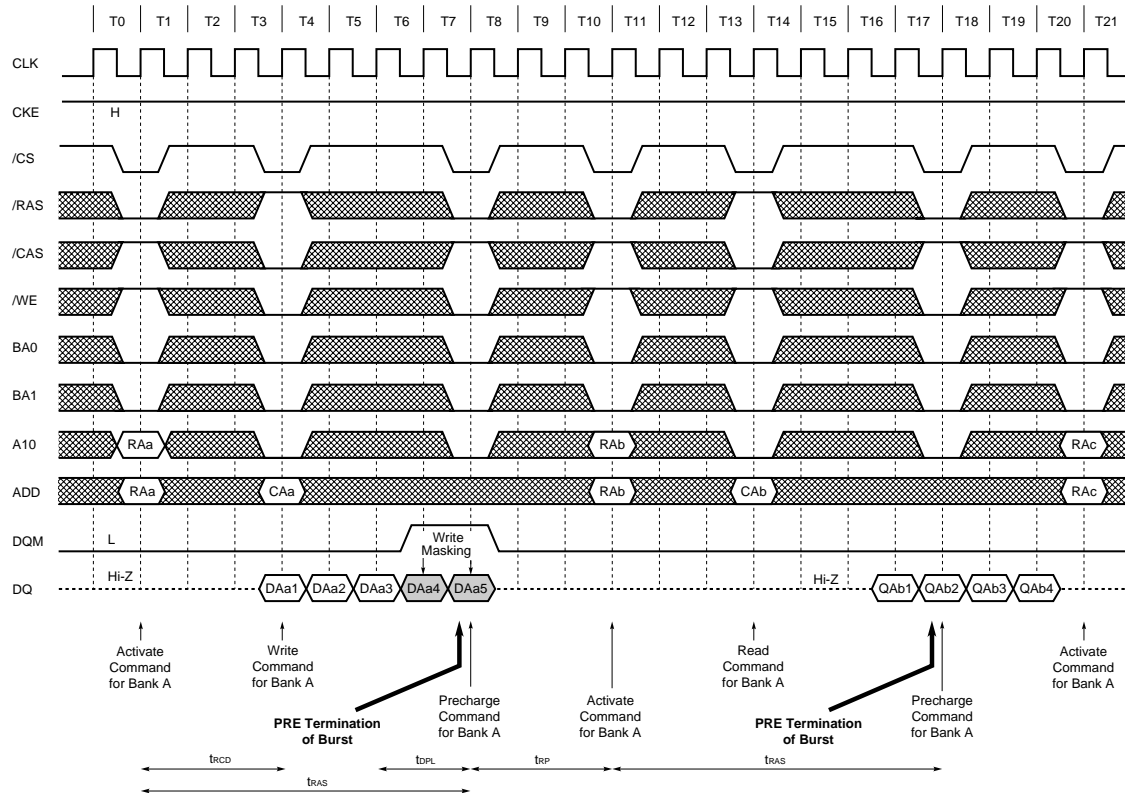 T0 T1 T2 T3 T4 T5 T6 T7 T8 T9 T10 T11 T12 T13 T14 T15 T16 T17 T18 T19 T20 T21
CLK
CKE H
/CS
/RAS
/CAS
/WE
BA0
BA1
A10 RAa RAb RAc
ADD RAa CAa RAb CAb RAc
DQM L Write
Masking
DQ Hi-Z DAa1 DAa2 DAa3 DAa4 DAa5 Hi-Z QAb1 QAb2 QAb3 QAb4
Activate
Command
for Bank A
Write
Command
for Bank A
PRE Termination
of Burst
Precharge
Command
for Bank A
Activate
Command
for Bank A
Read
Command
for Bank A
PRE Termination
of Burst
Precharge
Command
for Bank A
Activate
Command
for Bank A
tRCD tDPL tRP tRAS
tRAS